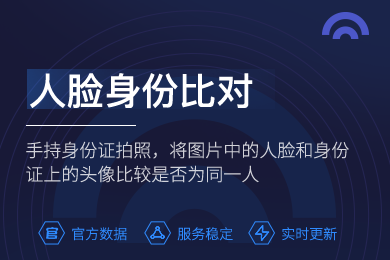 人脸身份比对
手持身份证拍照，将图片中的人脸和身份
证上的头像比较是否为同一人
官方数据 服务稳定 实时更新